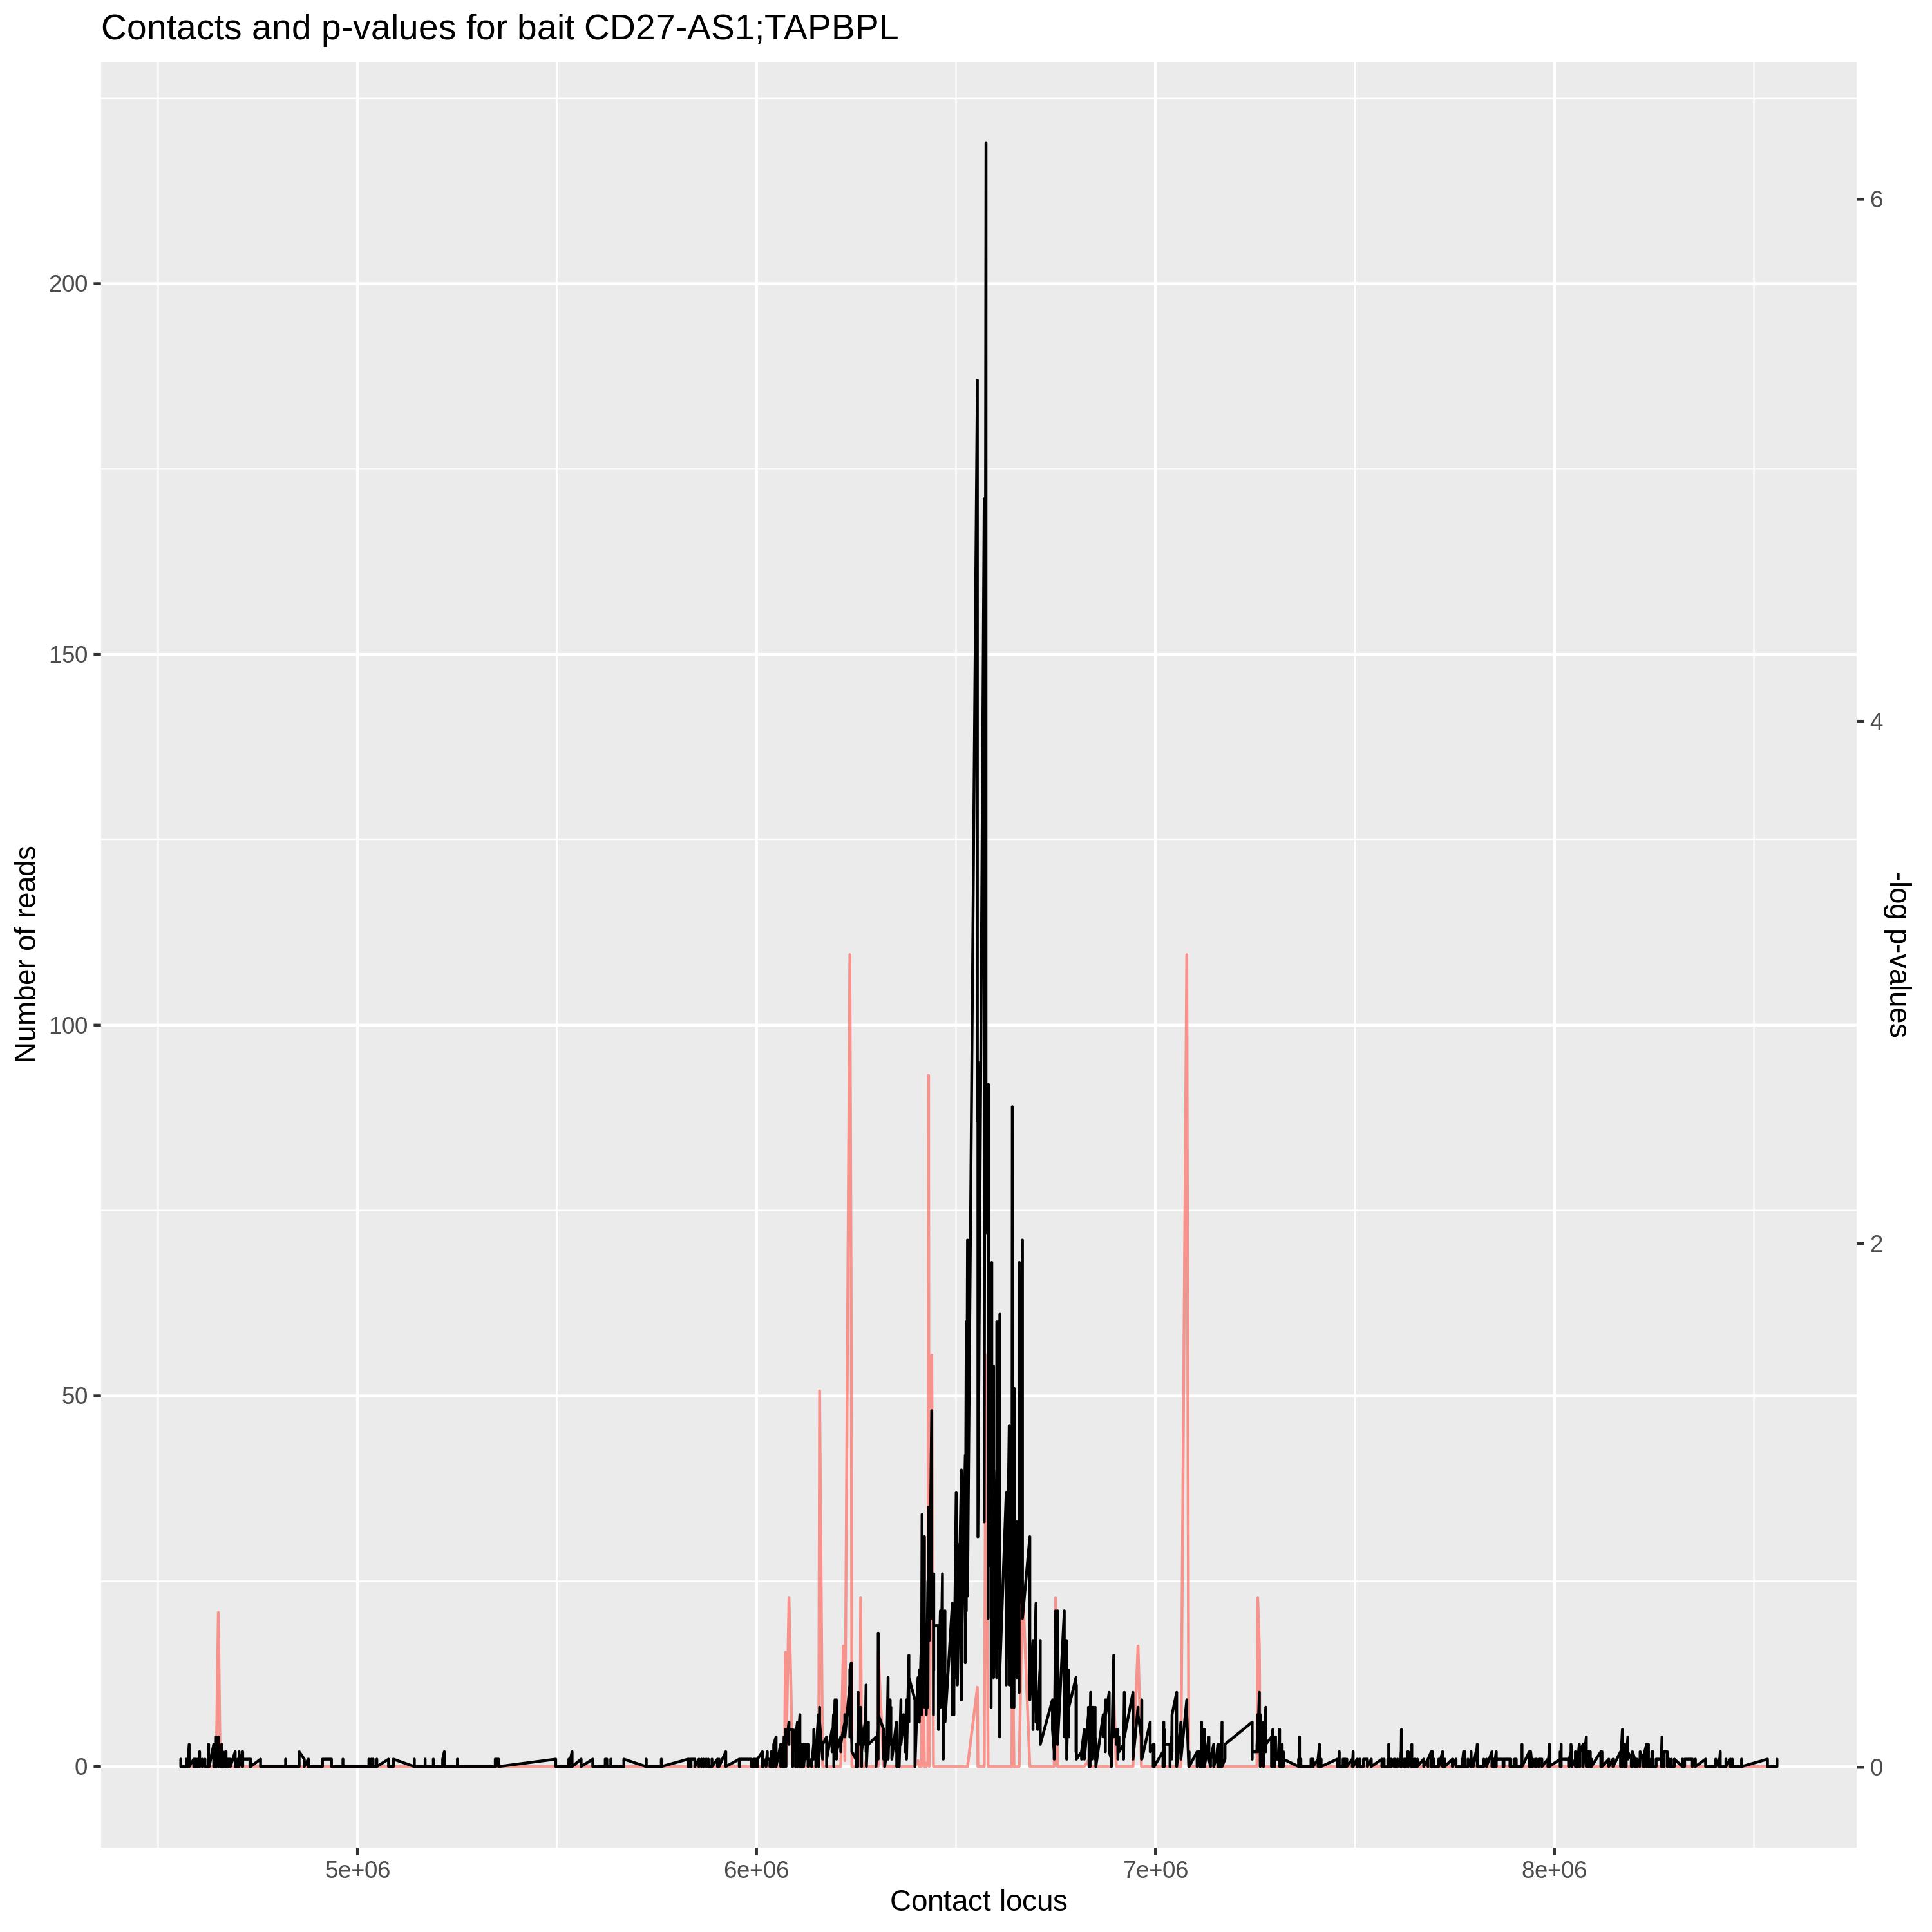 Contacts and p-values for bait CD27-AS1;TAPBPL
Number of reads
200
150
100
50
0
6
4
2
0
-log p-values
5e+06
6e+06
7e+06
8e+06
Contact locus